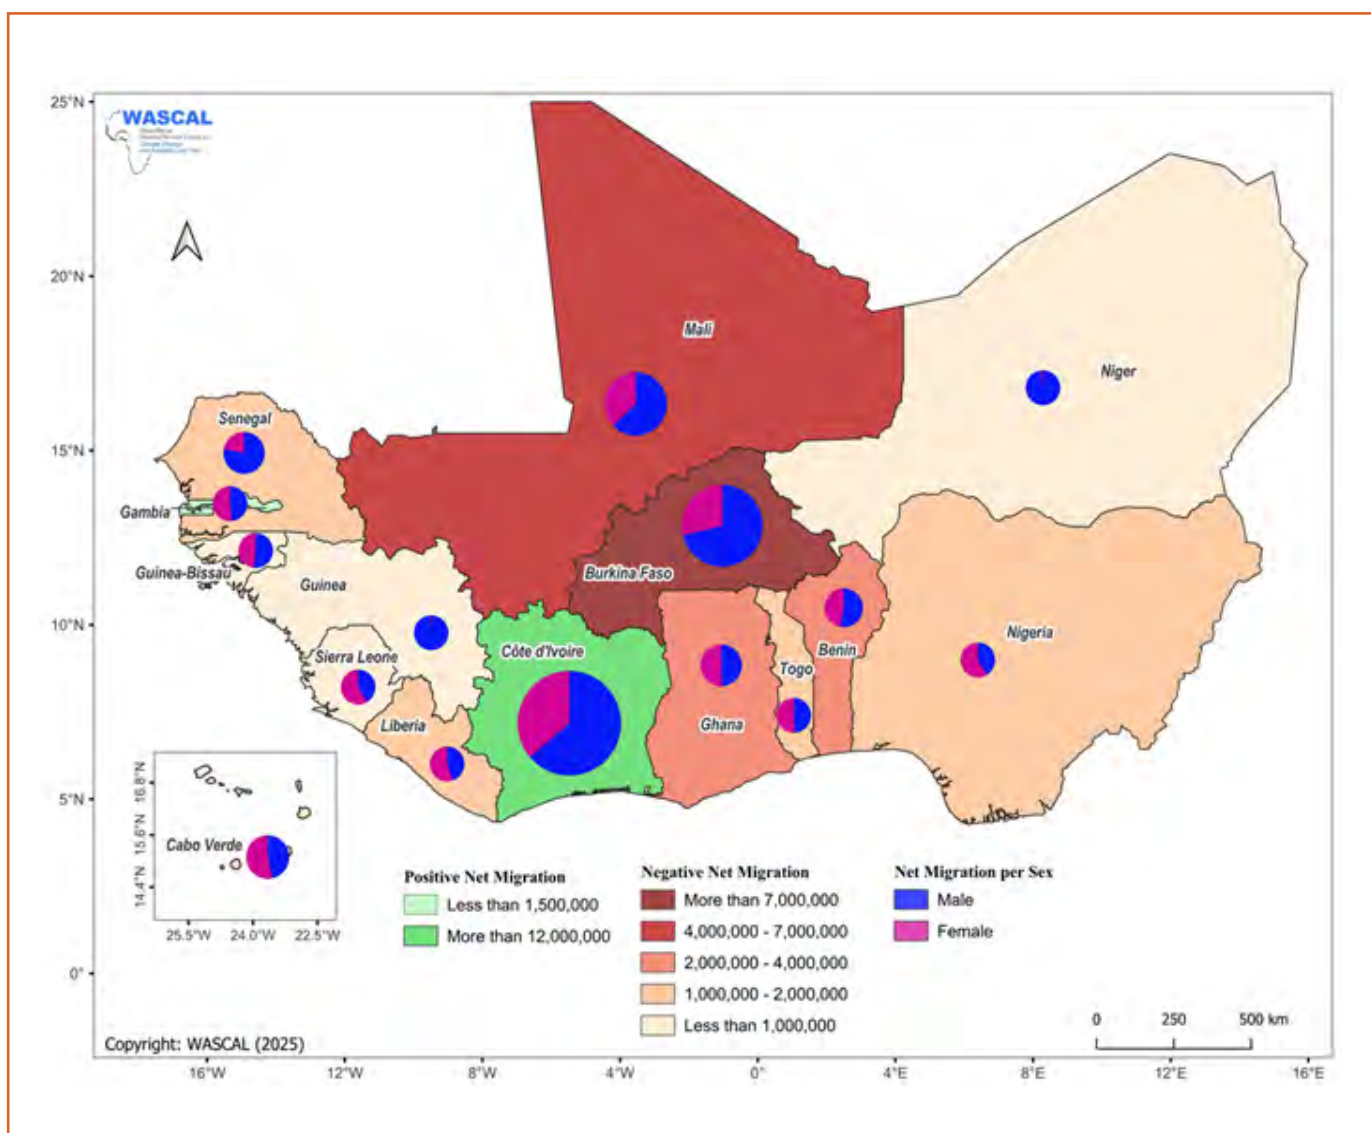 25°N
WASCAL
20°N
Mali
Niger
Senegal
15°N
Gambia
Guinea-Bissau
Burkina Faso
Guinea
10°N
Nigeria
Sierra Leone
Côte d'Ivoire
Benin
Togo
Liberia
Ghana
5°N
16.8°N
15.6°N
14.4°N
Cabo Verde
25.5°W 24.0°W 22.5°W
0°
Positive Net Migration
Less than 1,500,000
More than 12,000,000
Negative Net Migration
More than 7,000,000
4,000,000 - 7,000,000
2,000,000 - 4,000,000
1,000,000 - 2,000,000
Less than 1,000,000
Net Migration per Sex
Male
Female
0 250 500 km
Copyright: WASCAL (2025)
16°W 12°W 8°W 4°W 0° 4°E 8°E 12°E 16°E